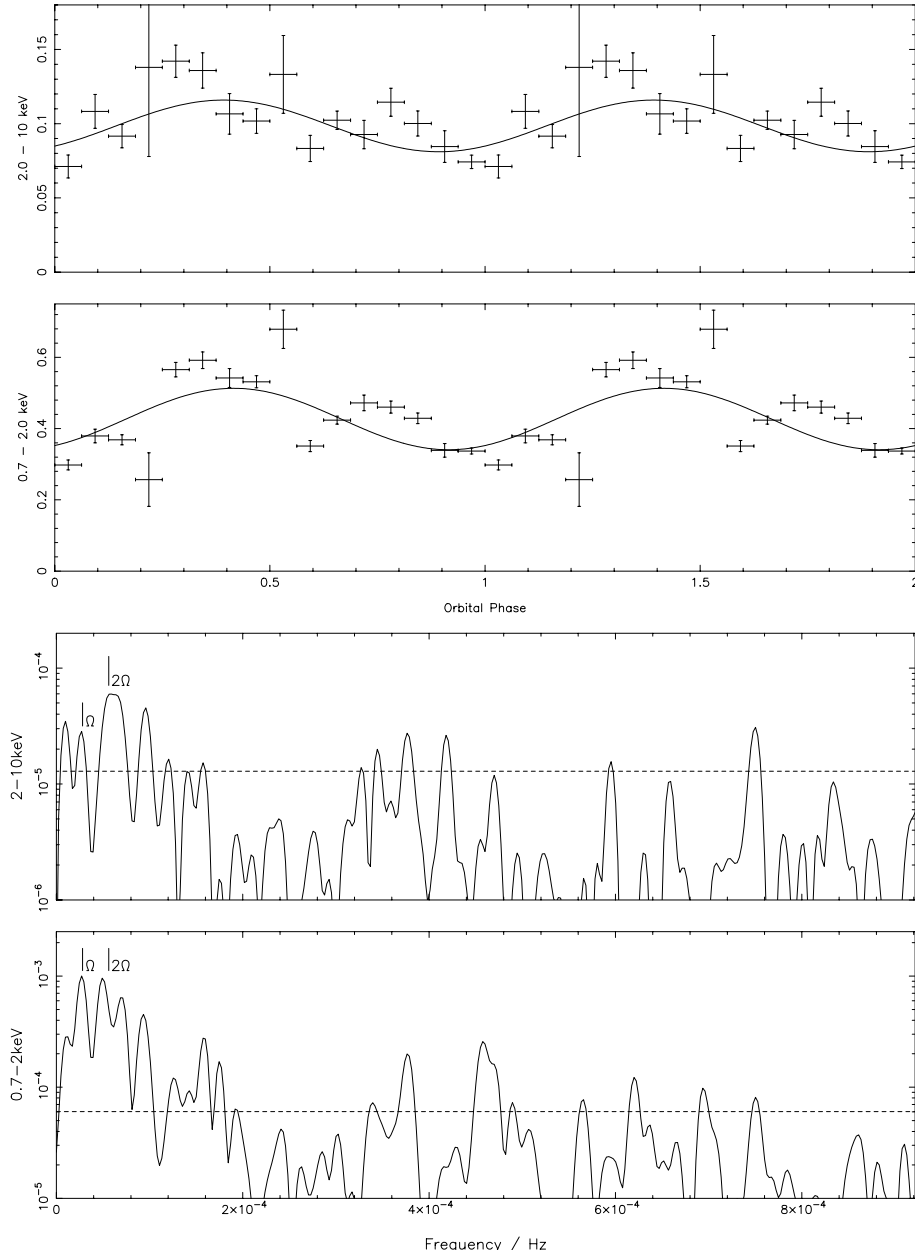 2.0 – 10 keV
0 0.05 0.1 0.15
0.7 – 2.0 keV
0 0.2 0.4 0.6
0 0.5 1 1.5 2
Orbital Phase
2−10keV
10⁻⁶ 10⁻⁵ 10⁻⁴
Ω 2Ω
0.7−2keV
10⁻⁵ 10⁻⁴ 10⁻³
Ω 2Ω
0 2×10⁻⁴ 4×10⁻⁴ 6×10⁻⁴ 8×10⁻⁴
Frequency / Hz